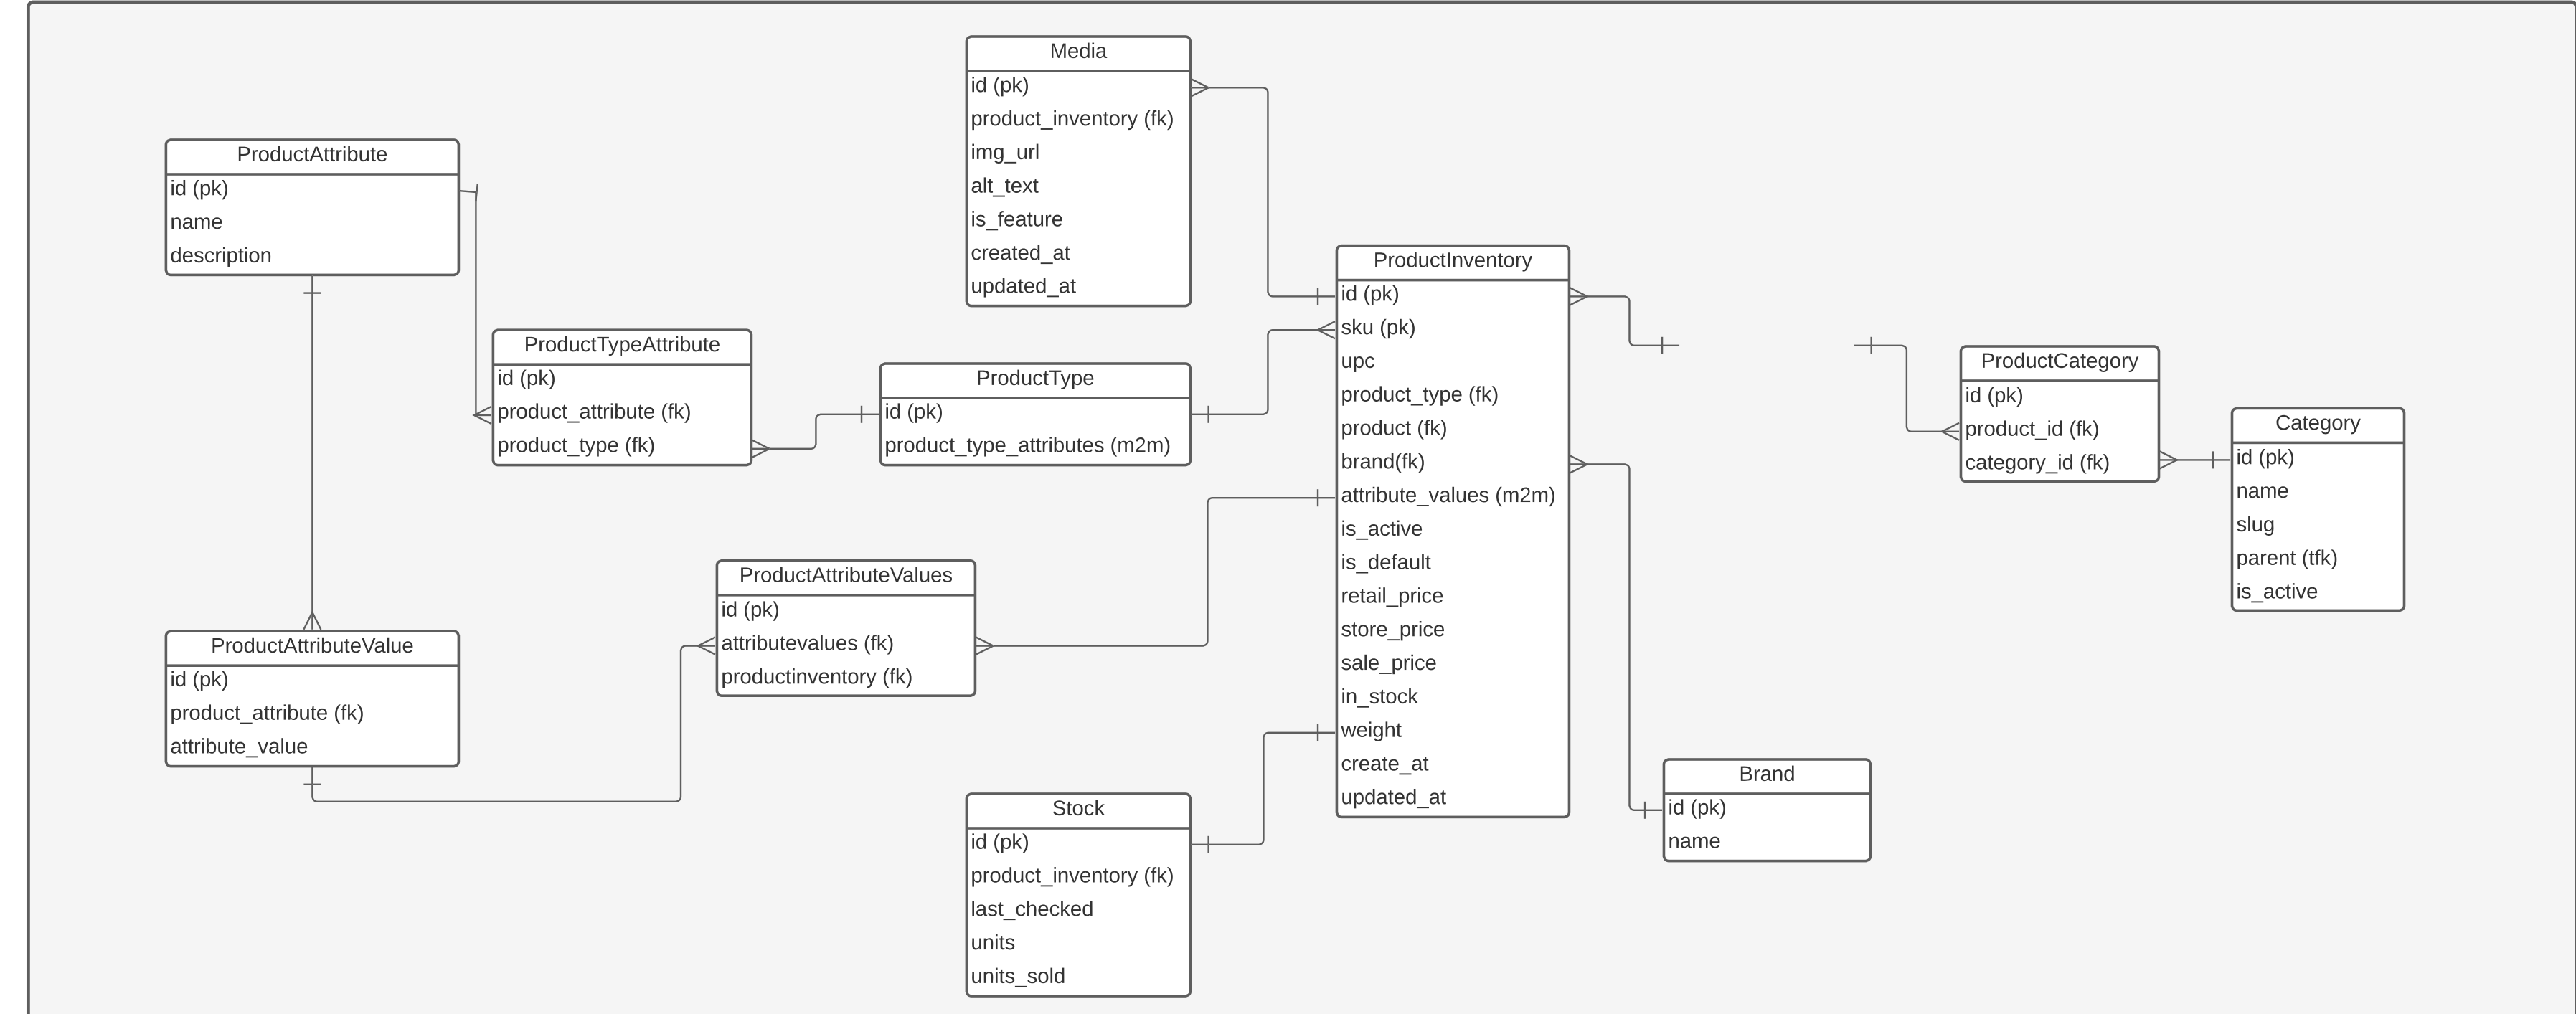 Media
id (pk)
product_inventory (fk)
img_url
alt_text
is_feature
created_at
updated_at
ProductAttribute
id (pk)
name
description
ProductTypeAttribute
id (pk)
product_attribute (fk)
product_type (fk)
ProductType
id (pk)
product_type_attributes (m2m)
ProductInventory
id (pk)
sku (pk)
upc
product_type (fk)
product (fk)
brand(fk)
attribute_values (m2m)
is_active
is_default
retail_price
store_price
sale_price
in_stock
weight
create_at
updated_at
ProductCategory
id (pk)
product_id (fk)
category_id (fk)
Category
id (pk)
name
slug
parent (tfk)
is_active
ProductAttributeValues
id (pk)
attributevalues (fk)
productinventory (fk)
ProductAttributeValue
id (pk)
product_attribute (fk)
attribute_value
Stock
id (pk)
product_inventory (fk)
last_checked
units
units_sold
Brand
id (pk)
name